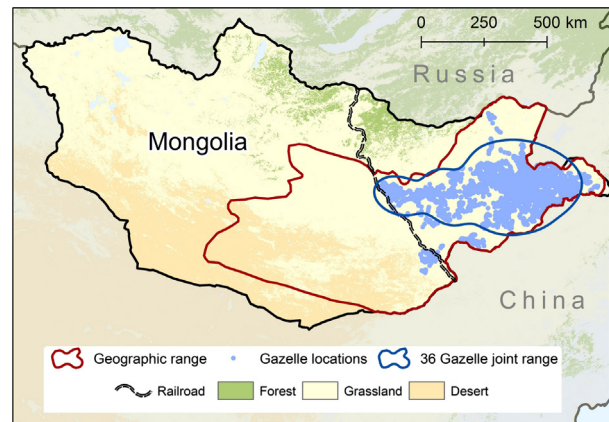 0 250 500 km
Russia
Mongolia
China
Geographic range Gazelle locations 36 Gazelle joint range
Railroad Forest Grassland Desert